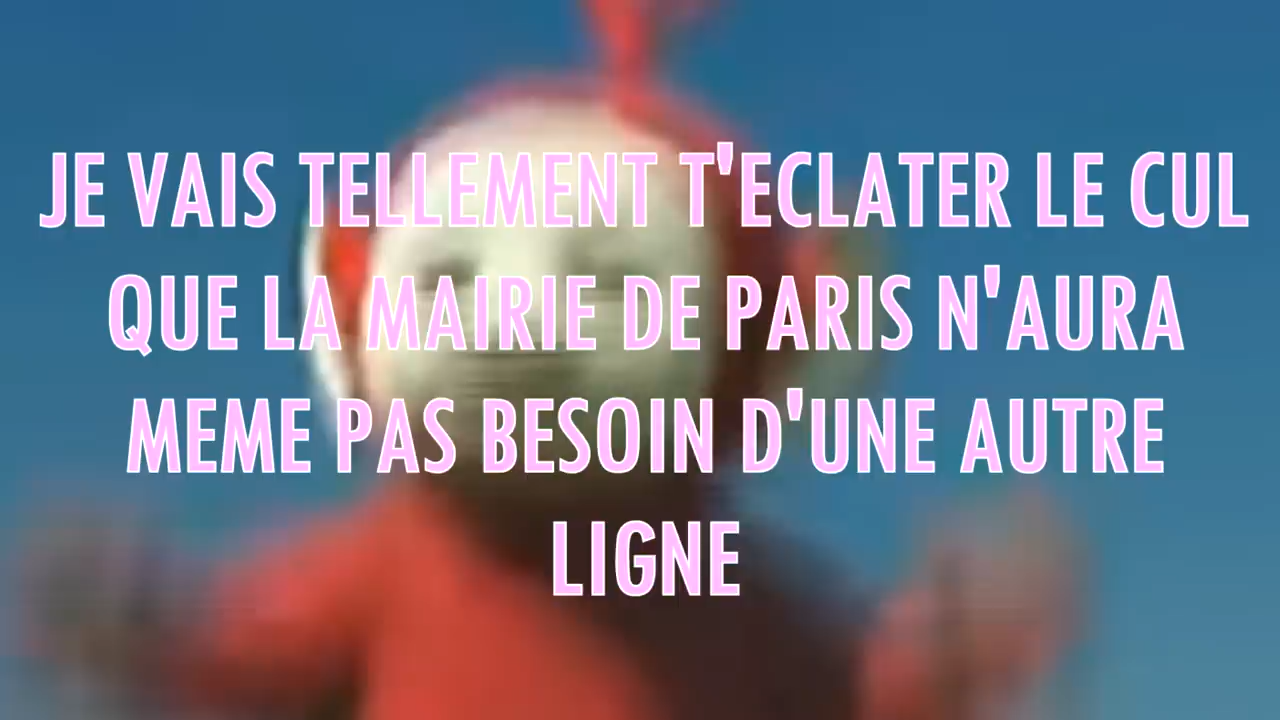 JE VAIS TELLEMENT T'ECLATER LE CUL
QUE LA MAIRIE DE PARIS N'AURA
MEME PAS BESOIN D'UNE AUTRE
LIGNE